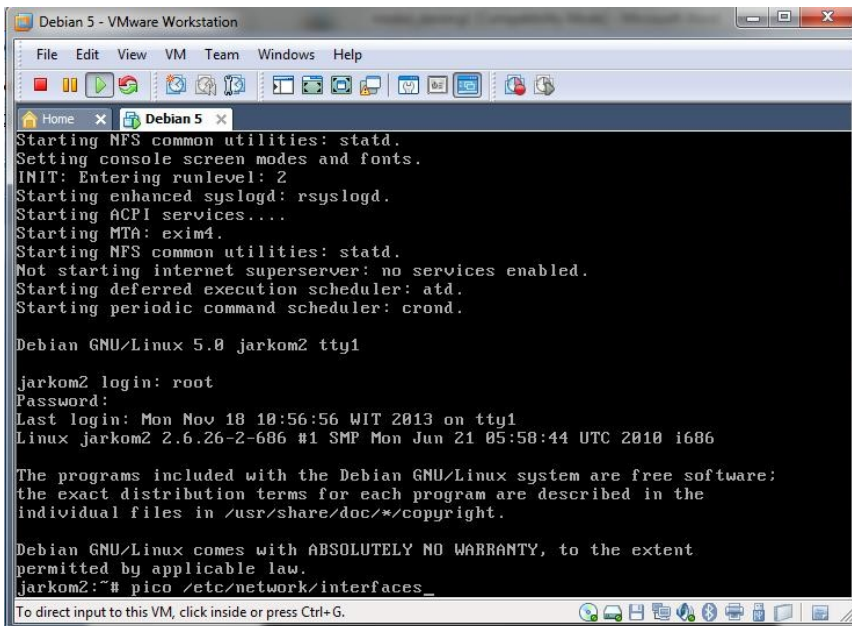 Debian 5 - VMware Workstation
File Edit View VM Team Windows Help
Home Debian 5
Starting NFS common utilities: statd.
Setting console screen modes and fonts.
INIT: Entering runlevel: 2
Starting enhanced syslogd: rsyslogd.
Starting ACPI services....
Starting MTA: exim4.
Starting NFS common utilities: statd.
Not starting internet superserver: no services enabled.
Starting deferred execution scheduler: atd.
Starting periodic command scheduler: crond.
Debian GNU/Linux 5.0 jarkom2 tty1
jarkom2 login: root
Password:
Last login: Mon Nov 18 10:56:56 WIT 2013 on tty1
Linux jarkom2 2.6.26-2-686 #1 SMP Mon Jun 21 05:58:44 UTC 2010 i686
The programs included with the Debian GNU/Linux system are free software;
the exact distribution terms for each program are described in the
individual files in /usr/share/doc/*/copyright.
Debian GNU/Linux comes with ABSOLUTELY NO WARRANTY, to the extent
permitted by applicable law.
jarkom2:~# pico /etc/network/interfaces_
To direct input to this VM, click inside or press Ctrl+G.